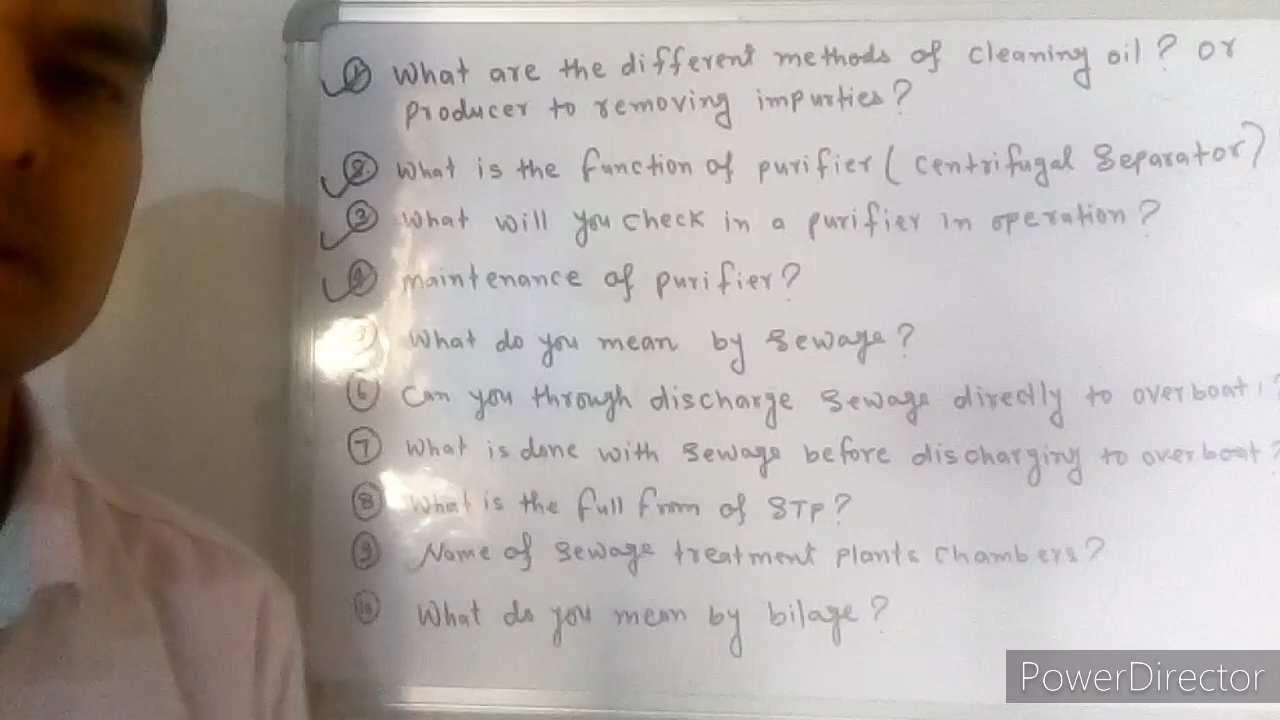 ① What are the different methods of cleaning oil? or
producer to removing impurties?
② What is the function of purifier ( centrifugal separator)
③ What will you check in a purifier in operation?
④ maintenance of purifier?
What do you mean by sewage?
⑥ Can you through discharge sewage directly to overboat?
⑦ What is done with sewage before discharging to overboat?
⑧ What is the full from of STP?
⑨ Name of sewage treatment plants chambers?
⑩ What do you mean by bilage?
PowerDirector